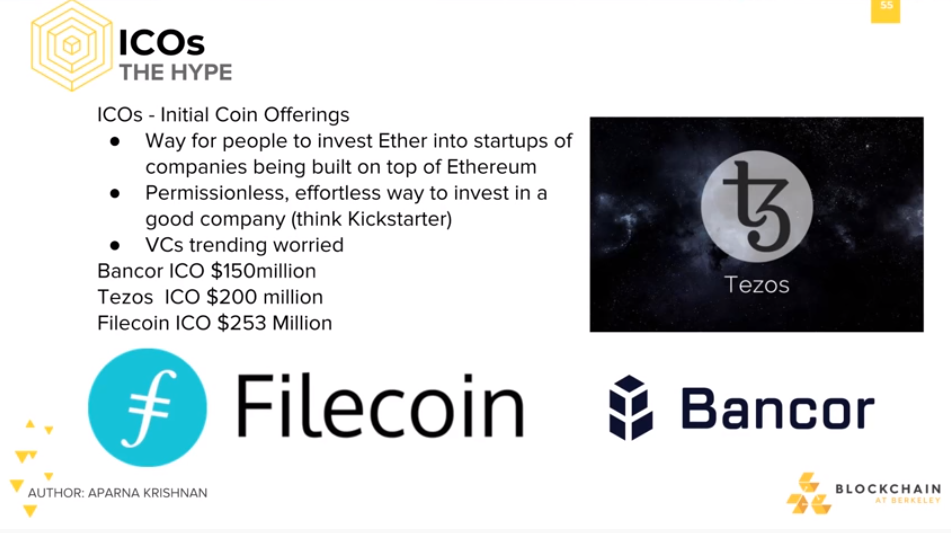 55
ICOs
THE HYPE
ICOs - Initial Coin Offerings
● Way for people to invest Ether into startups of
companies being built on top of Ethereum
● Permissionless, effortless way to invest in a
good company (think Kickstarter)
● VCs trending worried
Bancor ICO $150million
Tezos ICO $200 million
Filecoin ICO $253 Million
Tezos
Filecoin
Bancor
AUTHOR: APARNA KRISHNAN
BLOCKCHAIN
AT BERKELEY